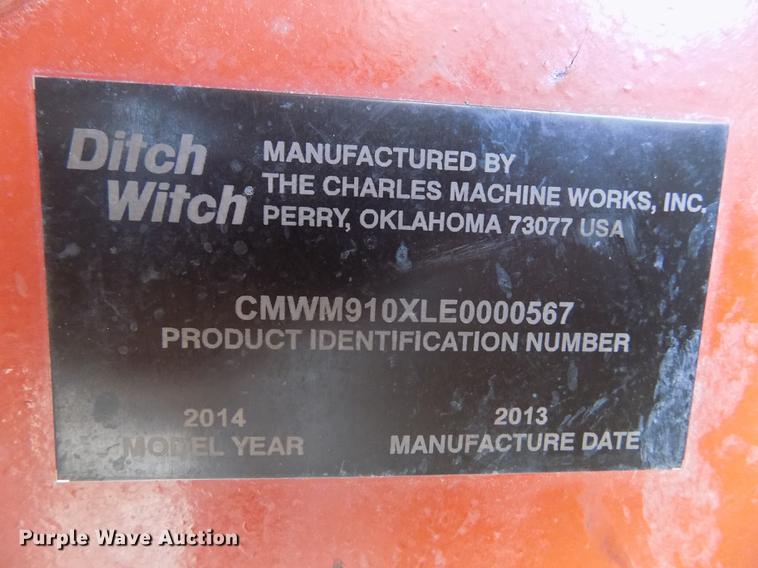 Ditch
Witch®
MANUFACTURED BY
THE CHARLES MACHINE WORKS, INC.
PERRY, OKLAHOMA 73077 USA
CMWM910XLE0000567
PRODUCT IDENTIFICATION NUMBER
2014
MODEL YEAR
2013
MANUFACTURE DATE
Purple Wave Auction